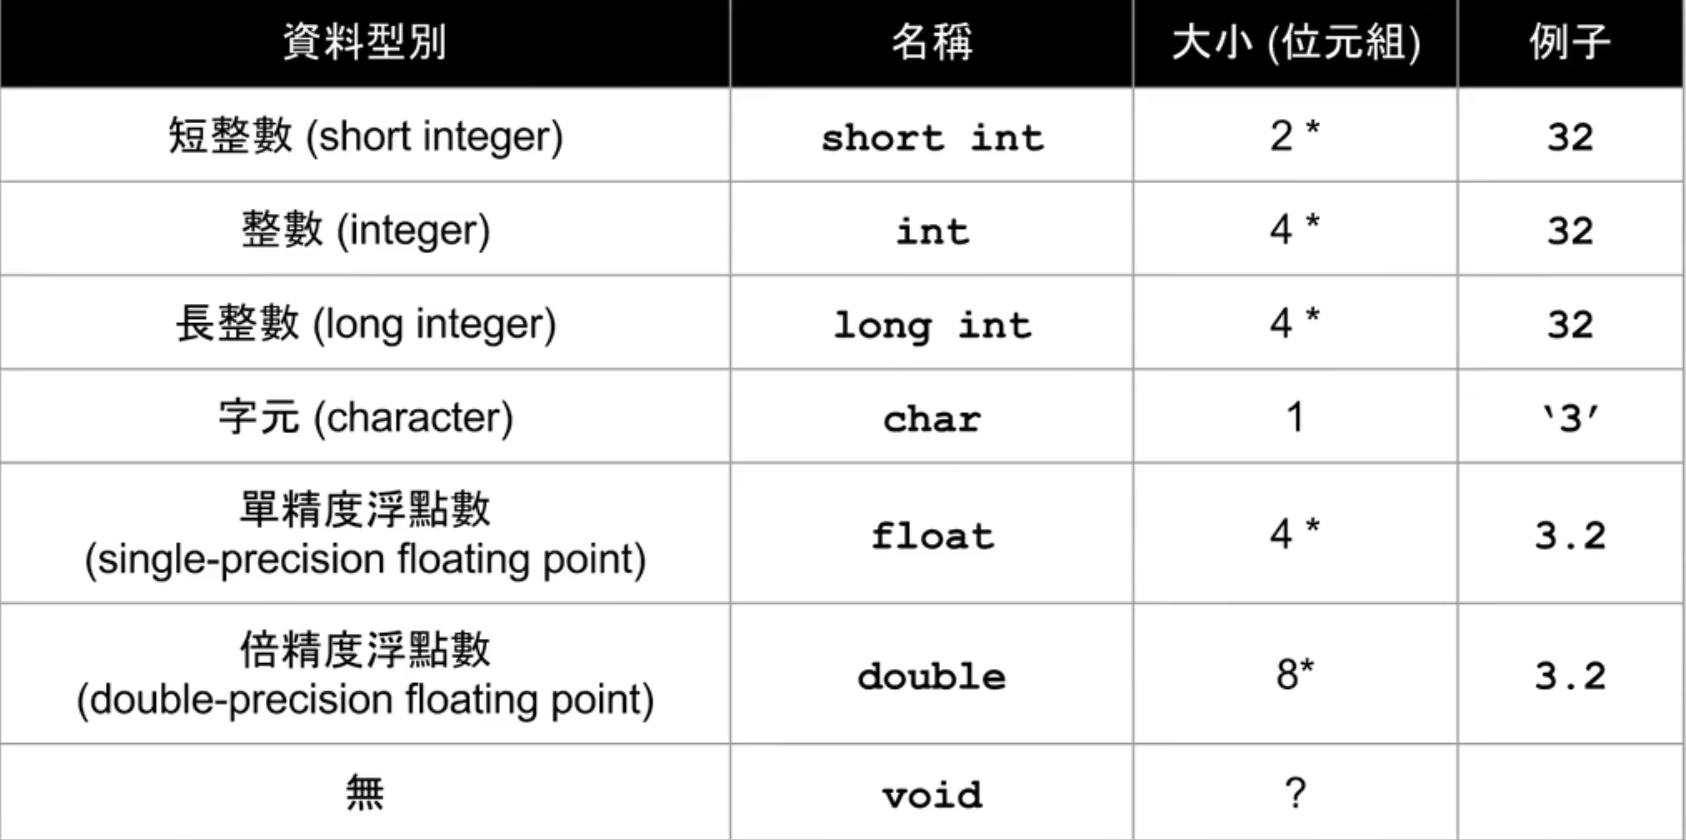 資料型別 名稱 大小 (位元組) 例子
短整數 (short integer) short int 2 * 32
整數 (integer) int 4 * 32
長整數 (long integer) long int 4 * 32
字元 (character) char 1 ‘3’
單精度浮點數
(single-precision floating point) float 4 * 3.2
倍精度浮點數
(double-precision floating point) double 8* 3.2
無 void ?